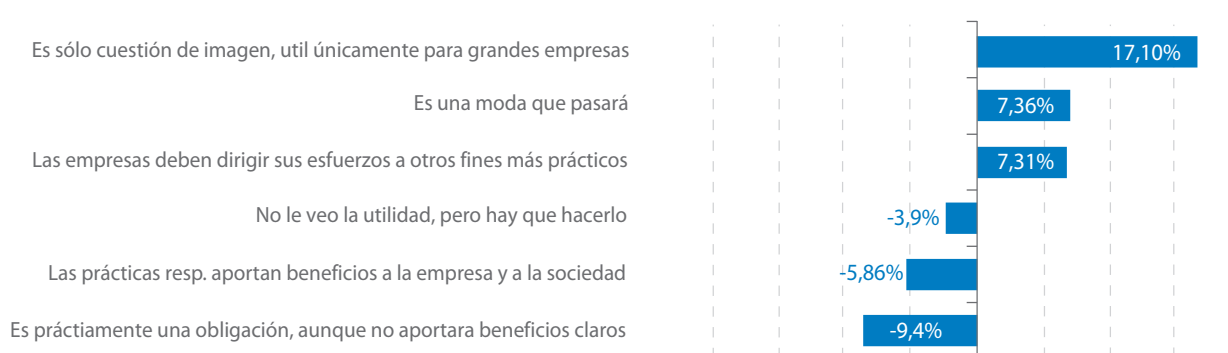 Es sólo cuestión de imagen, util únicamente para grandes empresas 17,10%
Es una moda que pasará 7,36%
Las empresas deben dirigir sus esfuerzos a otros fines más prácticos 7,31%
No le veo la utilidad, pero hay que hacerlo -3,9%
Las prácticas resp. aportan beneficios a la empresa y a la sociedad -5,86%
Es práctiamente una obligación, aunque no aportara beneficios claros -9,4%